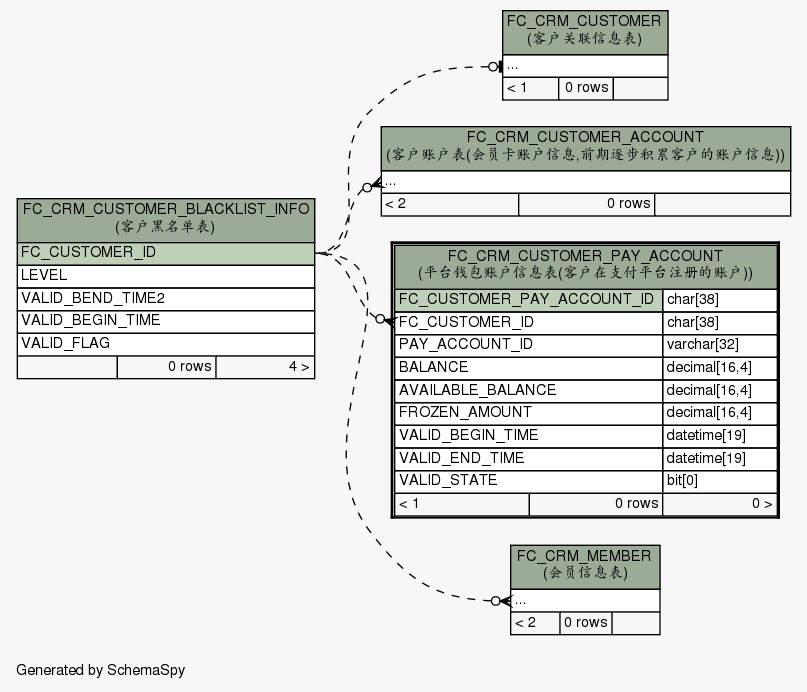 FC_CRM_CUSTOMER
(客户关联信息表)
...
< 1 0 rows
FC_CRM_CUSTOMER_ACCOUNT
(客户账户表(会员卡账户信息,前期逐步积累客户的账户信息))
...
< 2 0 rows
FC_CRM_CUSTOMER_BLACKLIST_INFO
(客户黑名单表)
FC_CUSTOMER_ID
LEVEL
VALID_BEND_TIME2
VALID_BEGIN_TIME
VALID_FLAG
0 rows 4 >
FC_CRM_CUSTOMER_PAY_ACCOUNT
(平台钱包账户信息表(客户在支付平台注册的账户))
FC_CUSTOMER_PAY_ACCOUNT_ID char[38]
FC_CUSTOMER_ID char[38]
PAY_ACCOUNT_ID varchar[32]
BALANCE decimal[16,4]
AVAILABLE_BALANCE decimal[16,4]
FROZEN_AMOUNT decimal[16,4]
VALID_BEGIN_TIME datetime[19]
VALID_END_TIME datetime[19]
VALID_STATE bit[0]
< 1 0 rows 0 >
FC_CRM_MEMBER
(会员信息表)
...
< 2 0 rows
Generated by SchemaSpy